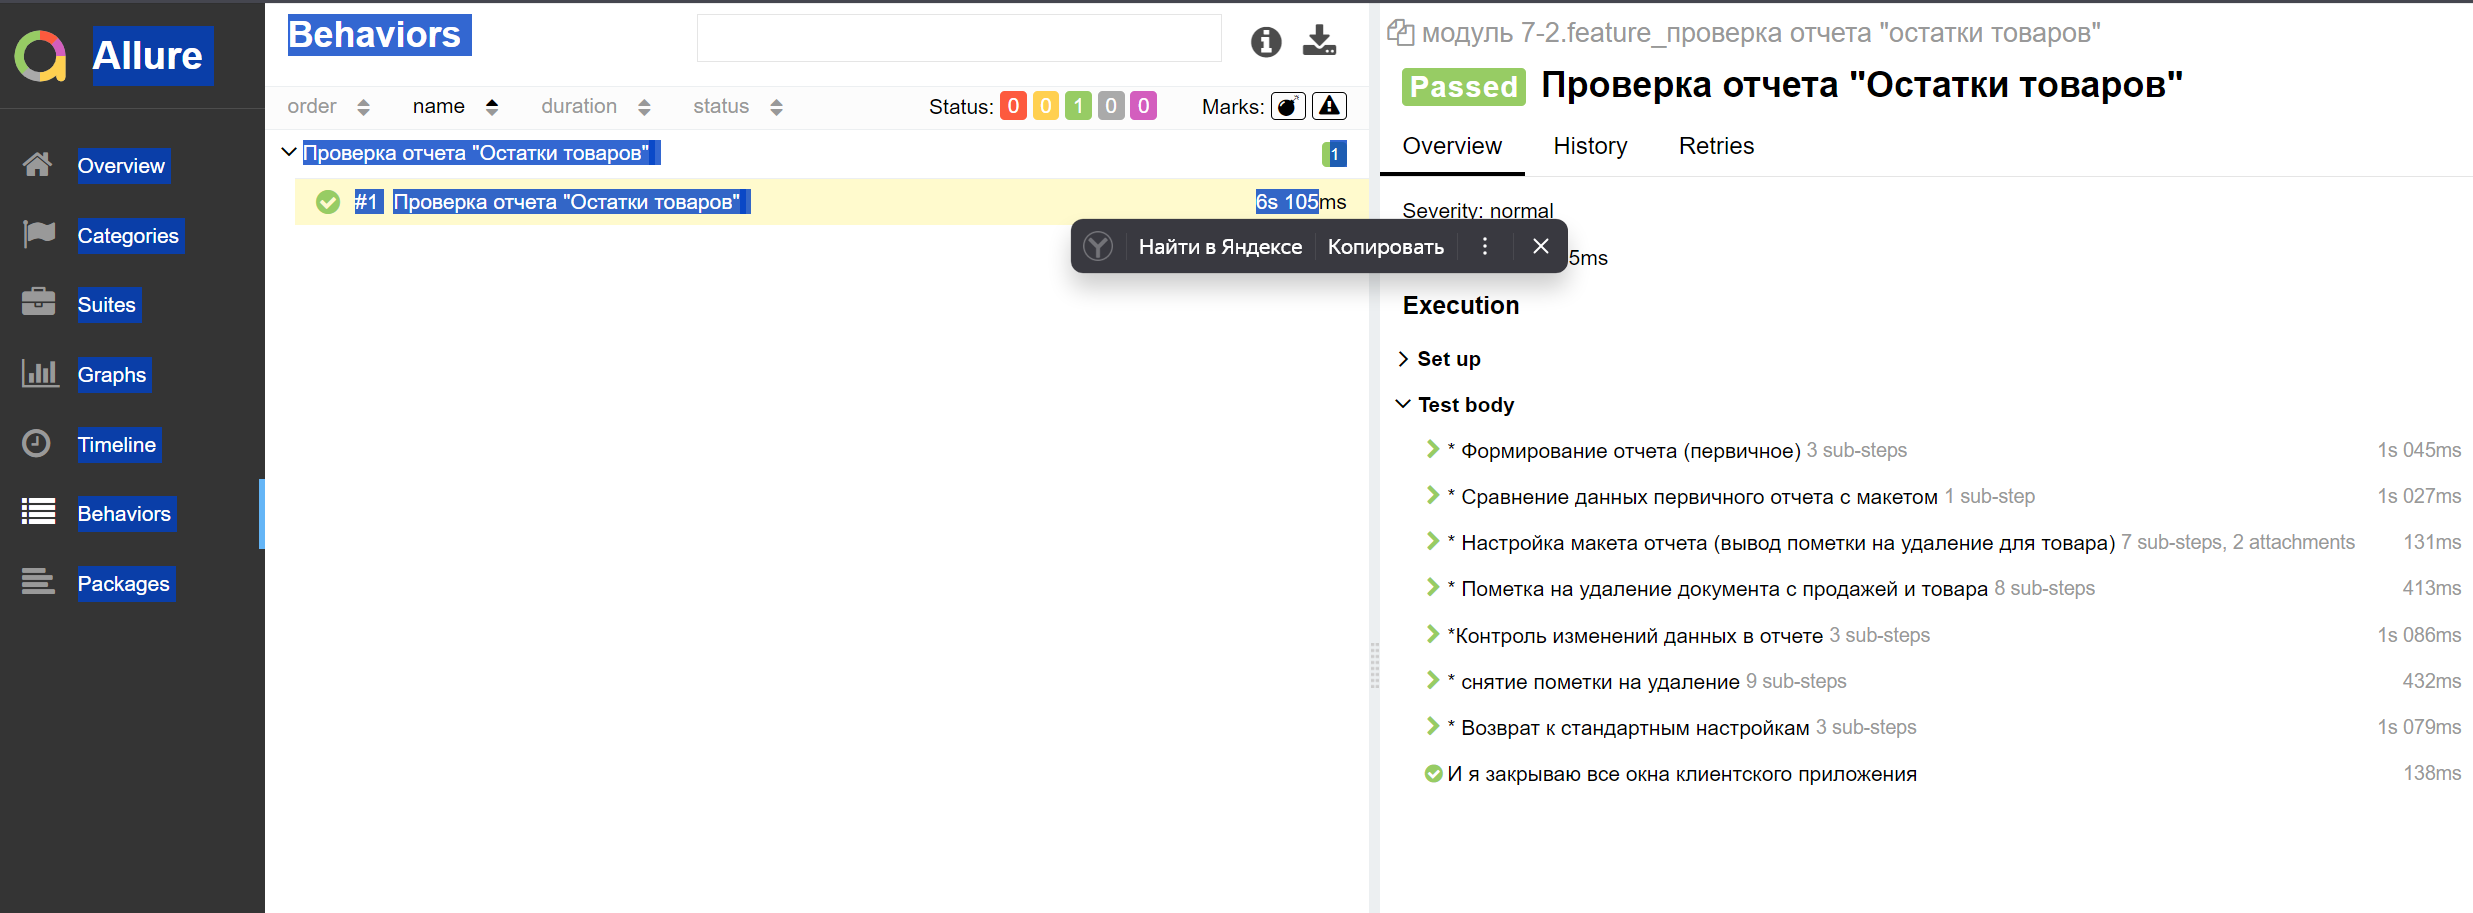 Allure
Overview
Categories
Suites
Graphs
Timeline
Behaviors
Packages
Behaviors
order name duration status Status: 0 0 1 0 0 Marks:
Проверка отчета "Остатки товаров" 1
#1 Проверка отчета "Остатки товаров" 6s 105ms
Найти в Яндексе Копировать
модуль 7-2.feature_проверка отчета "остатки товаров"
Passed Проверка отчета "Остатки товаров"
Overview History Retries
Severity: normal
5ms
Execution
Set up
Test body
* Формирование отчета (первичное) 3 sub-steps 1s 045ms
* Сравнение данных первичного отчета с макетом 1 sub-step 1s 027ms
* Настройка макета отчета (вывод пометки на удаление для товара) 7 sub-steps, 2 attachments 131ms
* Пометка на удаление документа с продажей и товара 8 sub-steps 413ms
*Контроль изменений данных в отчете 3 sub-steps 1s 086ms
* снятие пометки на удаление 9 sub-steps 432ms
* Возврат к стандартным настройкам 3 sub-steps 1s 079ms
И я закрываю все окна клиентского приложения 138ms